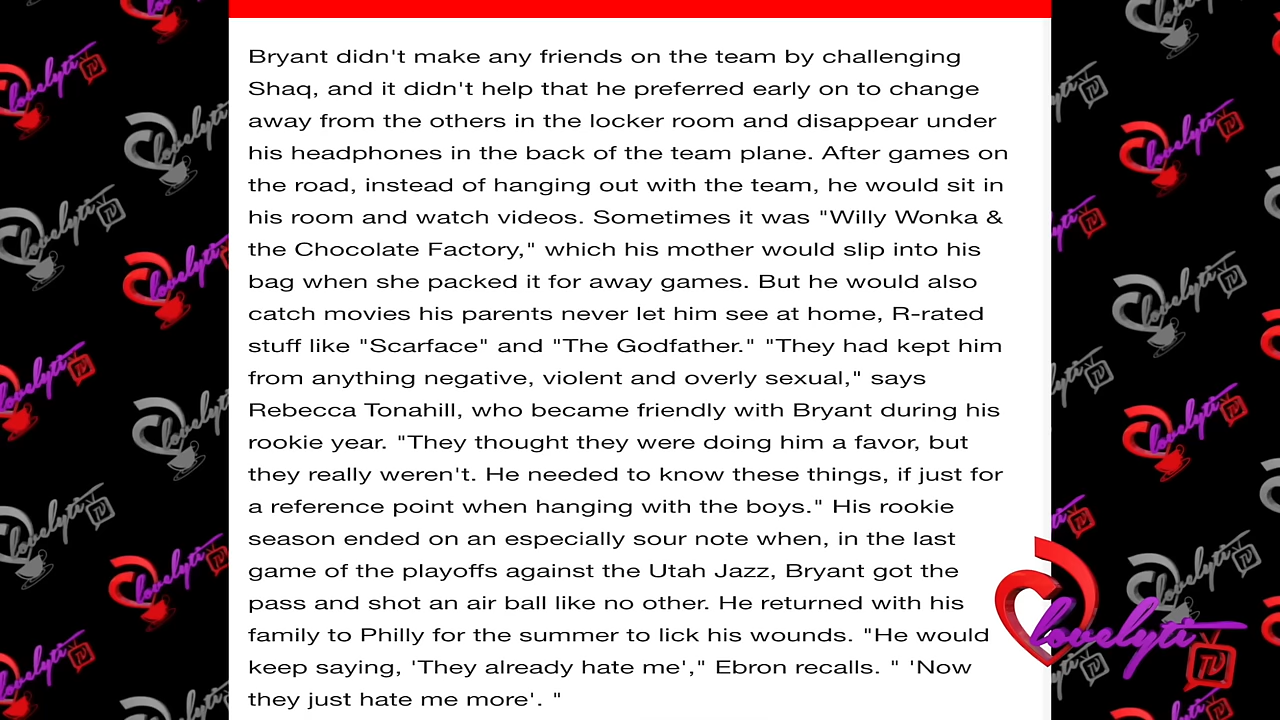 Bryant didn't make any friends on the team by challenging
Shaq, and it didn't help that he preferred early on to change
away from the others in the locker room and disappear under
his headphones in the back of the team plane. After games on
the road, instead of hanging out with the team, he would sit in
his room and watch videos. Sometimes it was "Willy Wonka &
the Chocolate Factory," which his mother would slip into his
bag when she packed it for away games. But he would also
catch movies his parents never let him see at home, R-rated
stuff like "Scarface" and "The Godfather." "They had kept him
from anything negative, violent and overly sexual," says
Rebecca Tonahill, who became friendly with Bryant during his
rookie year. "They thought they were doing him a favor, but
they really weren't. He needed to know these things, if just for
a reference point when hanging with the boys." His rookie
season ended on an especially sour note when, in the last
game of the playoffs against the Utah Jazz, Bryant got the
pass and shot an air ball like no other. He returned with his
family to Philly for the summer to lick his wounds. "He would
keep saying, 'They already hate me'," Ebron recalls. " 'Now
they just hate me more'. "
lovelyti TV